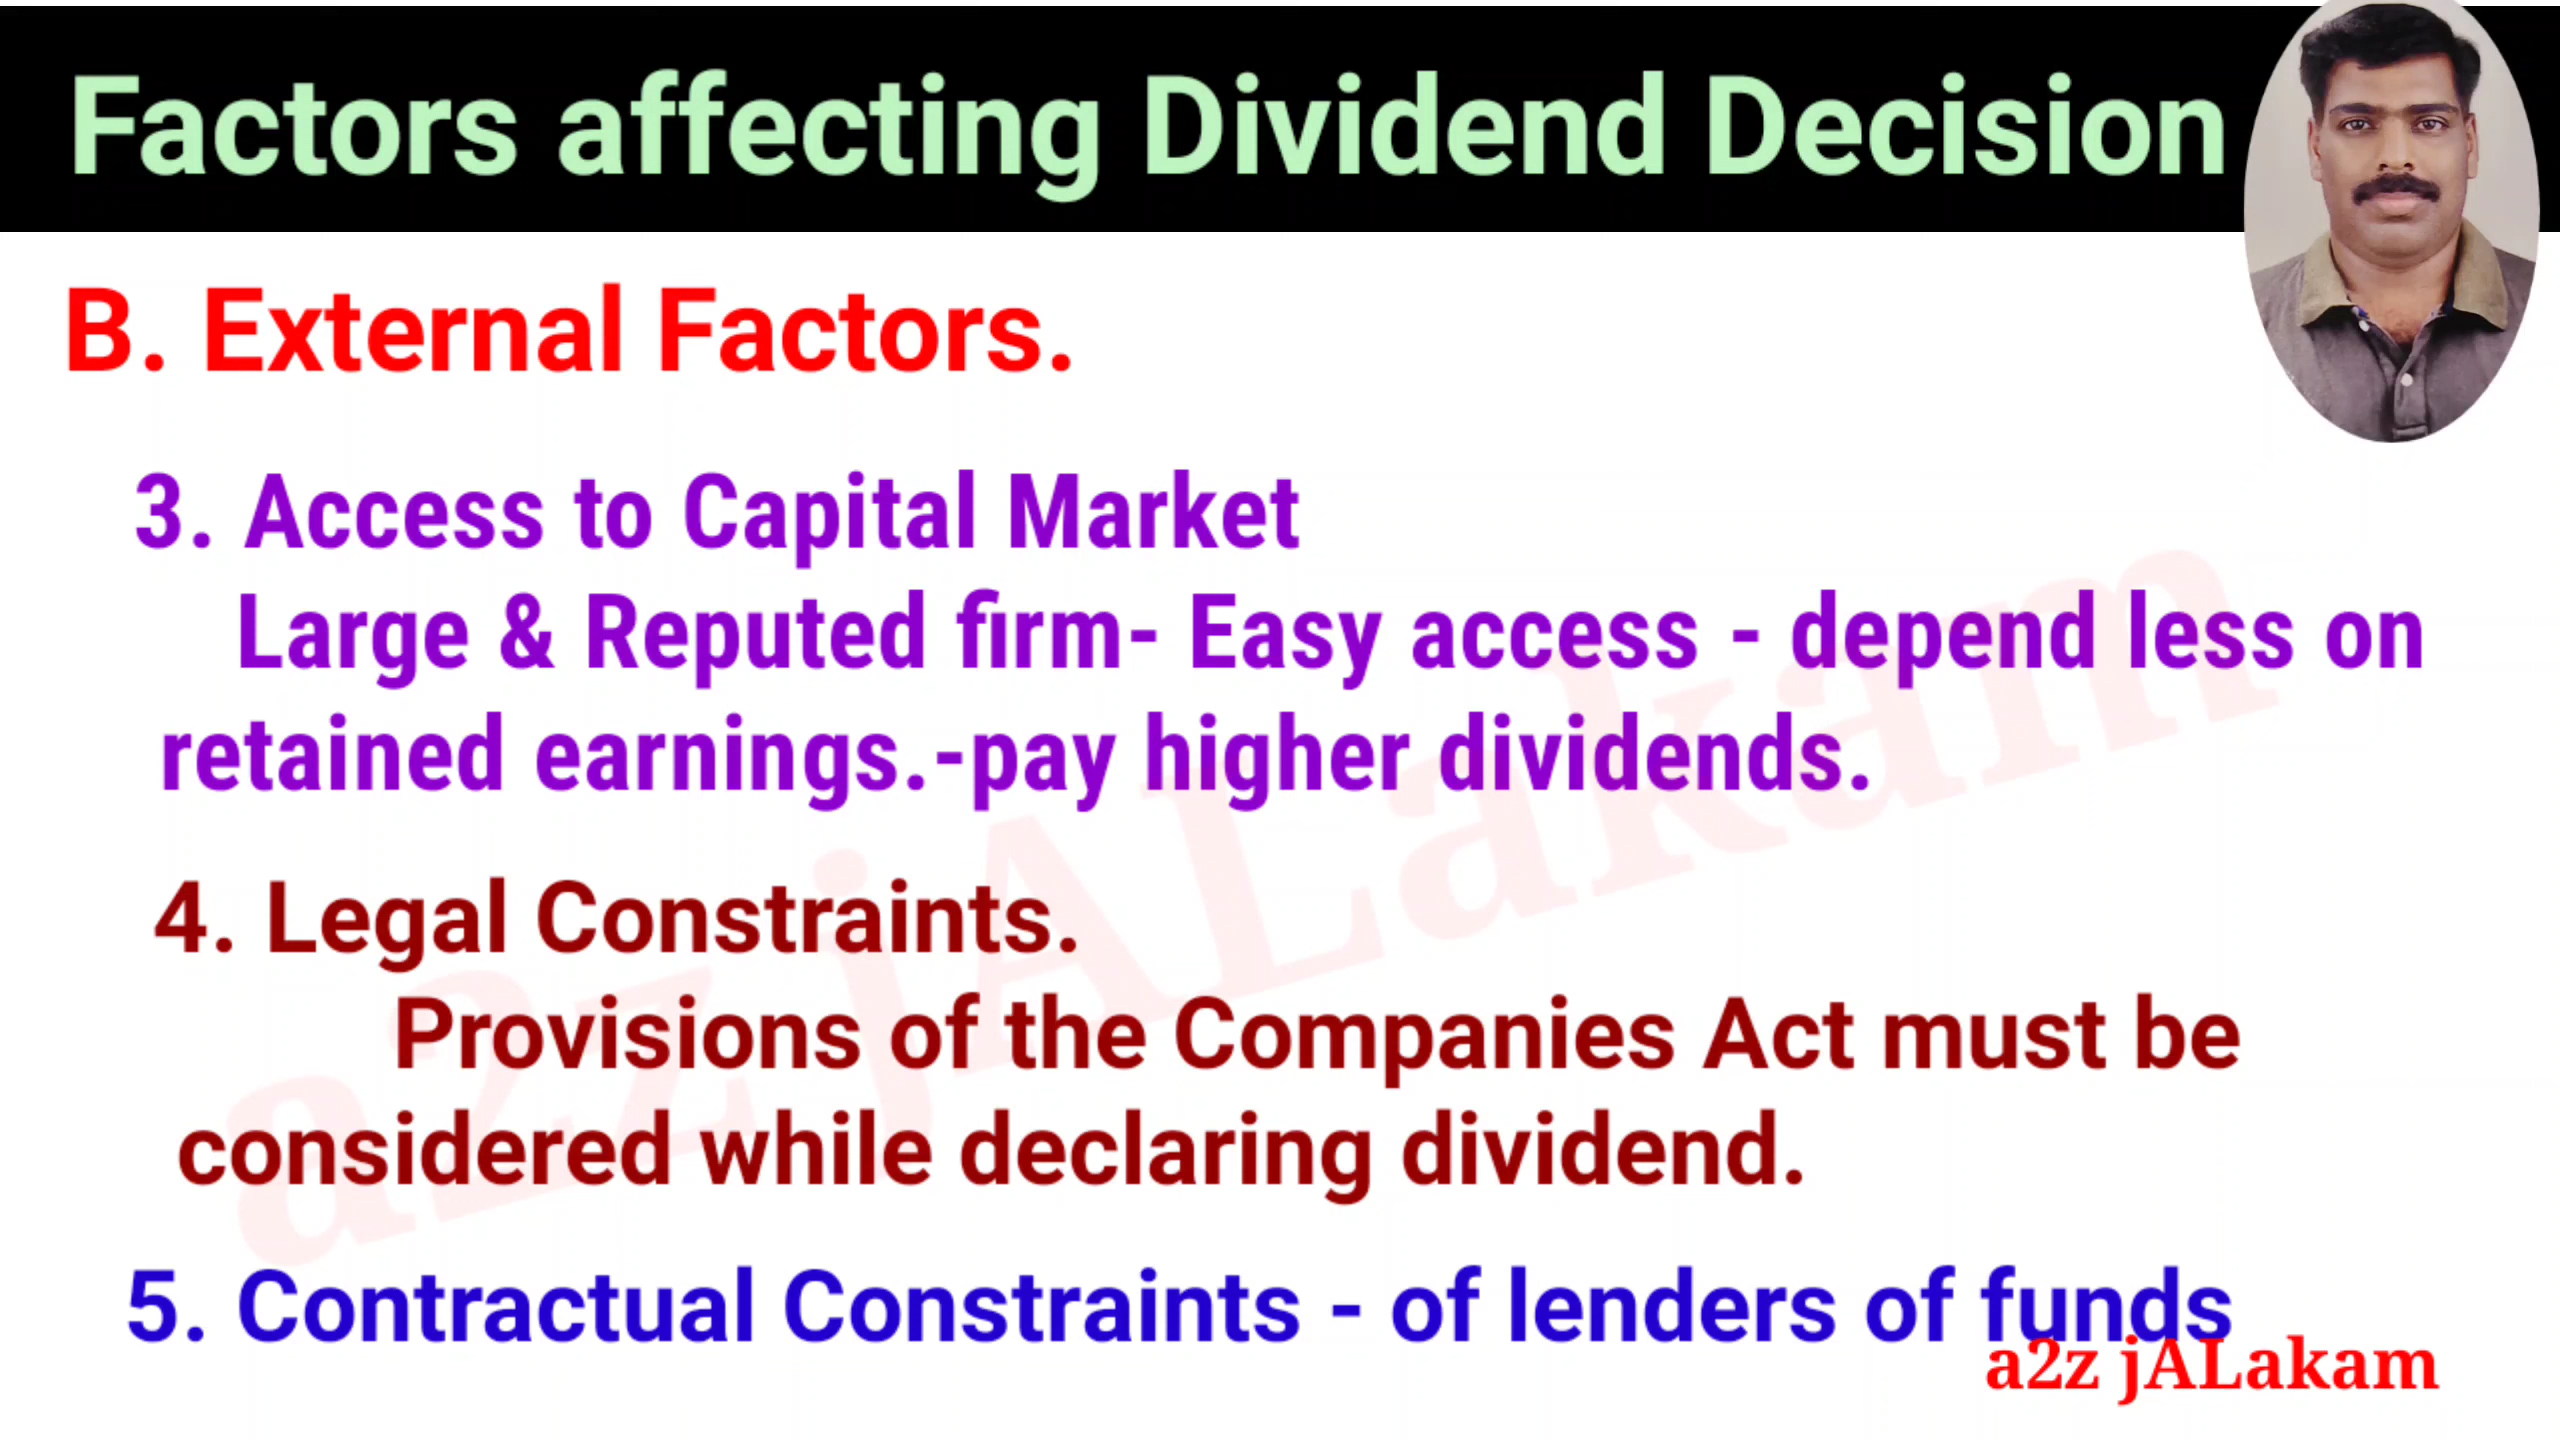 Factors affecting Dividend Decision
B. External Factors.
3. Access to Capital Market
Large & Reputed firm- Easy access - depend less on
retained earnings.-pay higher dividends.
4. Legal Constraints.
Provisions of the Companies Act must be
considered while declaring dividend.
5. Contractual Constraints - of lenders of funds
a2z jALakam
a2z jALakam